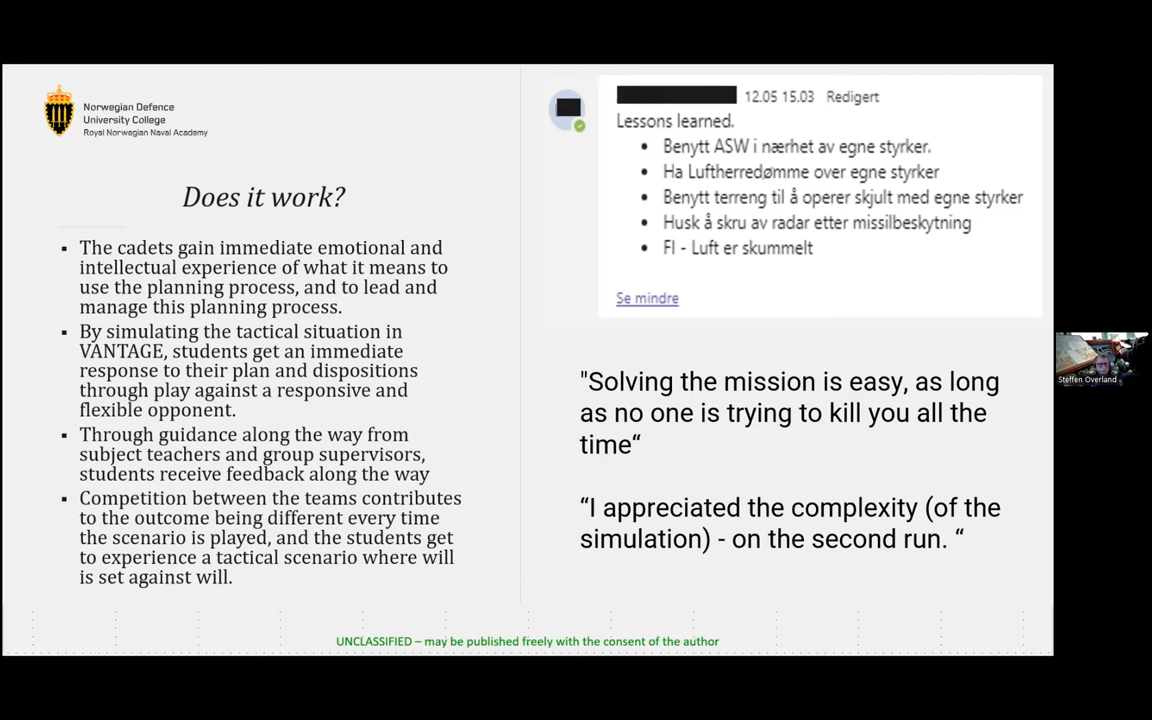 Norwegian Defence
University College
Royal Norwegian Naval Academy
Does it work?
▪ The cadets gain immediate emotional and
intellectual experience of what it means to
use the planning process, and to lead and
manage this planning process.
▪ By simulating the tactical situation in
VANTAGE, students get an immediate
response to their plan and dispositions
through play against a responsive and
flexible opponent.
▪ Through guidance along the way from
subject teachers and group supervisors,
students receive feedback along the way
▪ Competition between the teams contributes
to the outcome being different every time
the scenario is played, and the students get
to experience a tactical scenario where will
is set against will.
12.05 15.03 Redigert
Lessons learned.
• Benytt ASW i nærhet av egne styrker.
• Ha Luftherredømme over egne styrker
• Benytt terreng til å operer skjult med egne styrker
• Husk å skru av radar etter missilbeskytning
• FI - Luft er skummelt
Se mindre
"Solving the mission is easy, as long
as no one is trying to kill you all the
time“
“I appreciated the complexity (of the
simulation) - on the second run. “
UNCLASSIFIED – may be published freely with the consent of the author
Steffen Overland